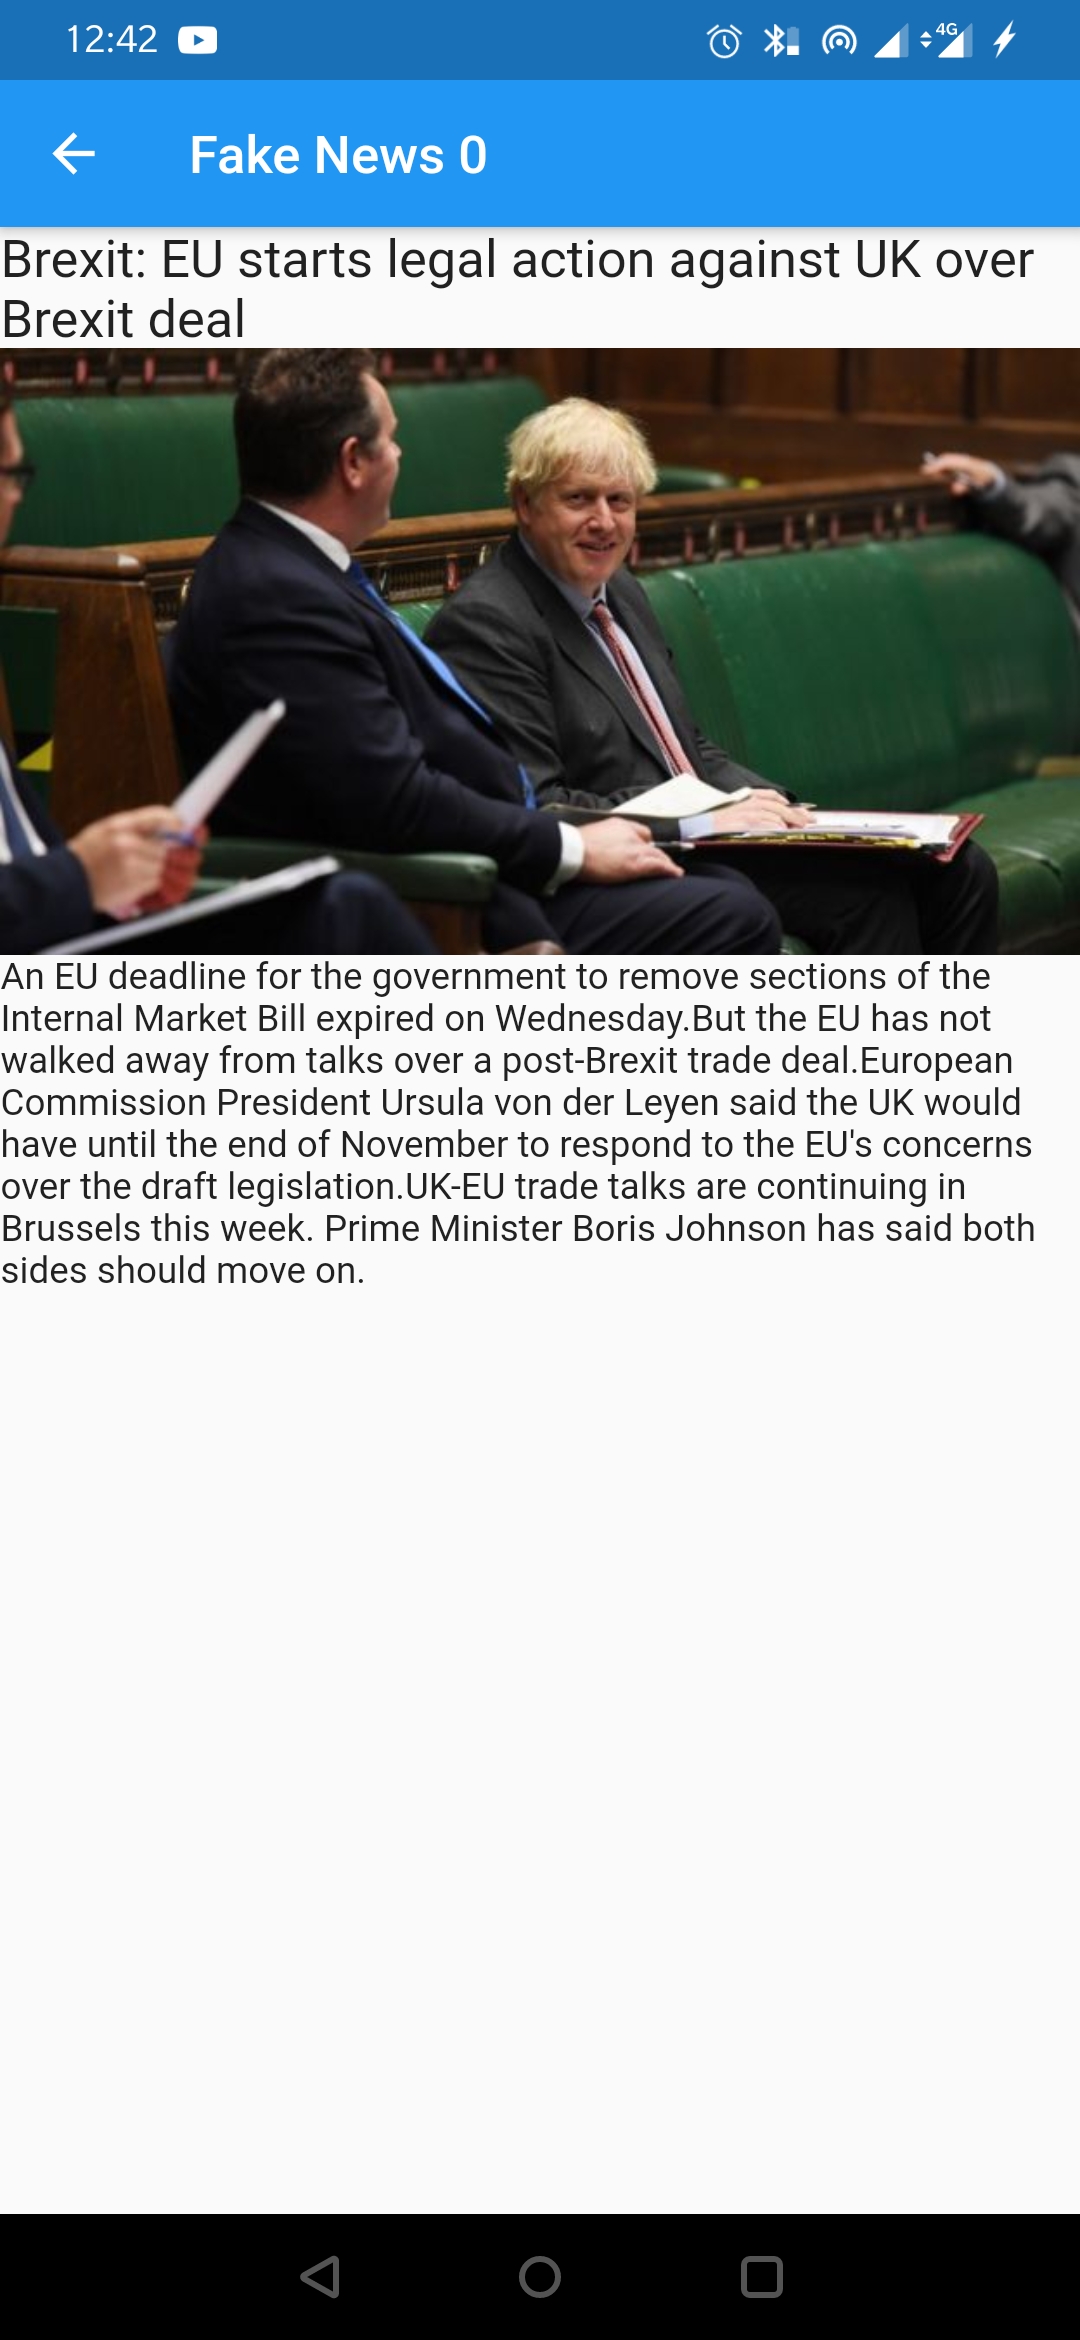 12:42
4G
Fake News 0
Brexit: EU starts legal action against UK over
Brexit deal
An EU deadline for the government to remove sections of the
Internal Market Bill expired on Wednesday.But the EU has not
walked away from talks over a post-Brexit trade deal.European
Commission President Ursula von der Leyen said the UK would
have until the end of November to respond to the EU's concerns
over the draft legislation.UK-EU trade talks are continuing in
Brussels this week. Prime Minister Boris Johnson has said both
sides should move on.